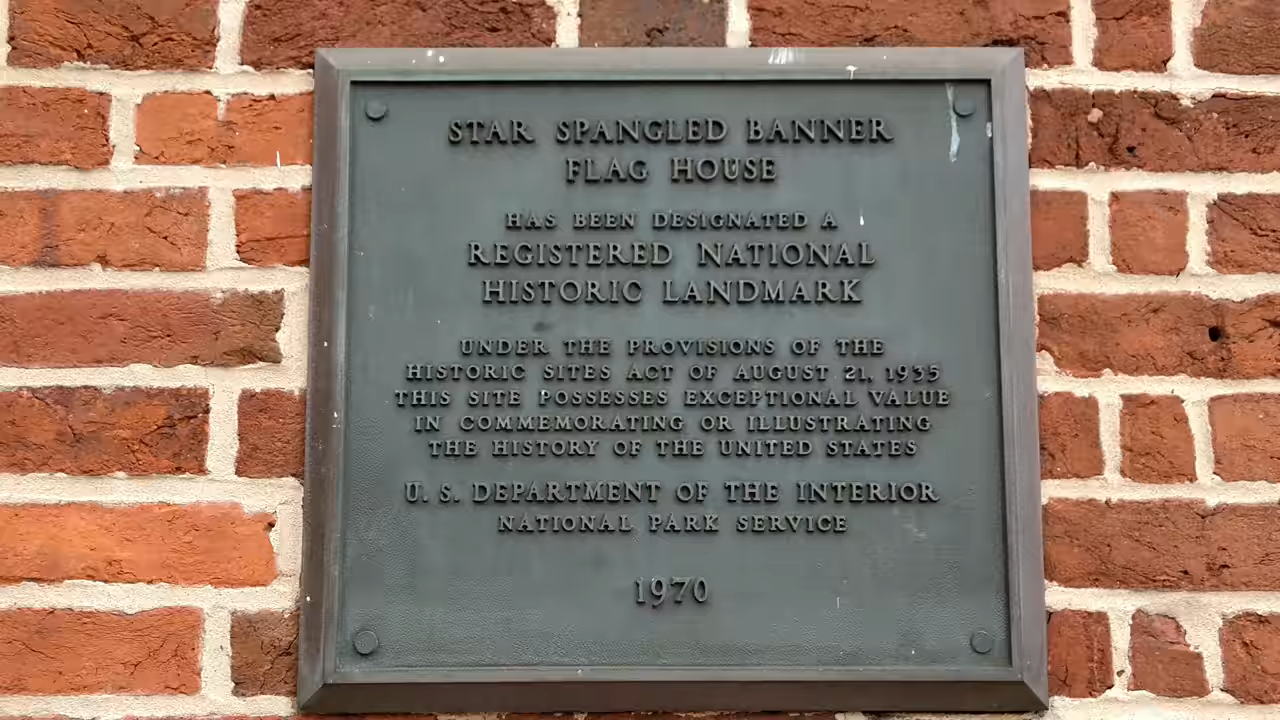 STAR SPANGLED BANNER
FLAG HOUSE
HAS BEEN DESIGNATED A
REGISTERED NATIONAL
HISTORIC LANDMARK
UNDER THE PROVISIONS OF THE
HISTORIC SITES ACT OF AUGUST 21, 1935
THIS SITE POSSESSES EXCEPTIONAL VALUE
IN COMMEMORATING OR ILLUSTRATING
THE HISTORY OF THE UNITED STATES
U. S. DEPARTMENT OF THE INTERIOR
NATIONAL PARK SERVICE
1970